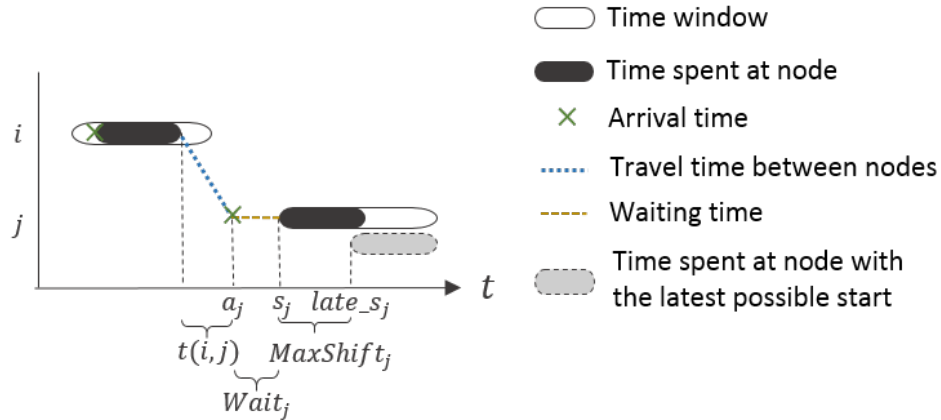 Time window
Time spent at node
Arrival time
Travel time between nodes
Waiting time
Time spent at node with
the latest possible start
i
j
t
a_j s_j late_s_j
t(i,j) MaxShift_j
Wait_j